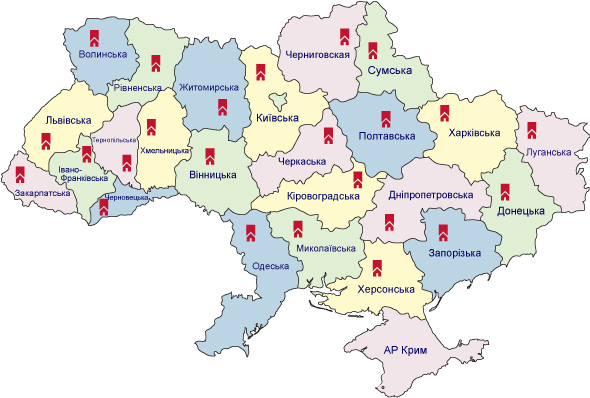 Волинська
Рівненська
Житомирська
Київська
Черниговская
Сумська
Львівська
Тернопільська
Хмельницька
Вінницька
Черкаська
Полтавська
Харківська
Луганська
Закарпатська
Івано-
Франківська
Черновецька
Кіровоградська
Дніпропетровська
Донецька
Одеська
Миколаївська
Херсонська
Запорізька
АР Крим